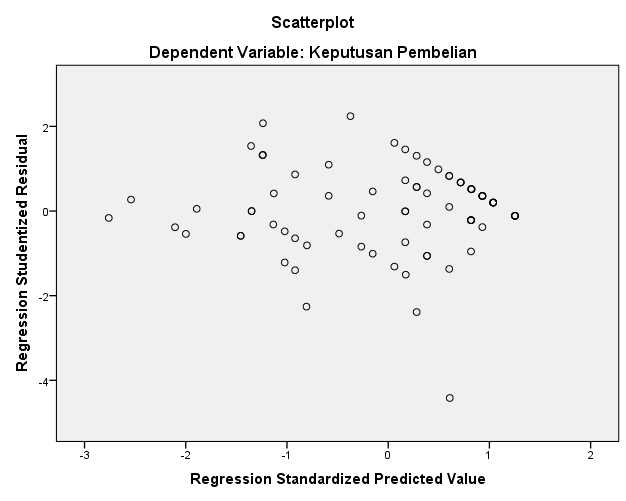 Scatterplot
Dependent Variable: Keputusan Pembelian
Regression Studentized Residual
2
0
-2
-4
-3
-2
-1
0
1
2
Regression Standardized Predicted Value